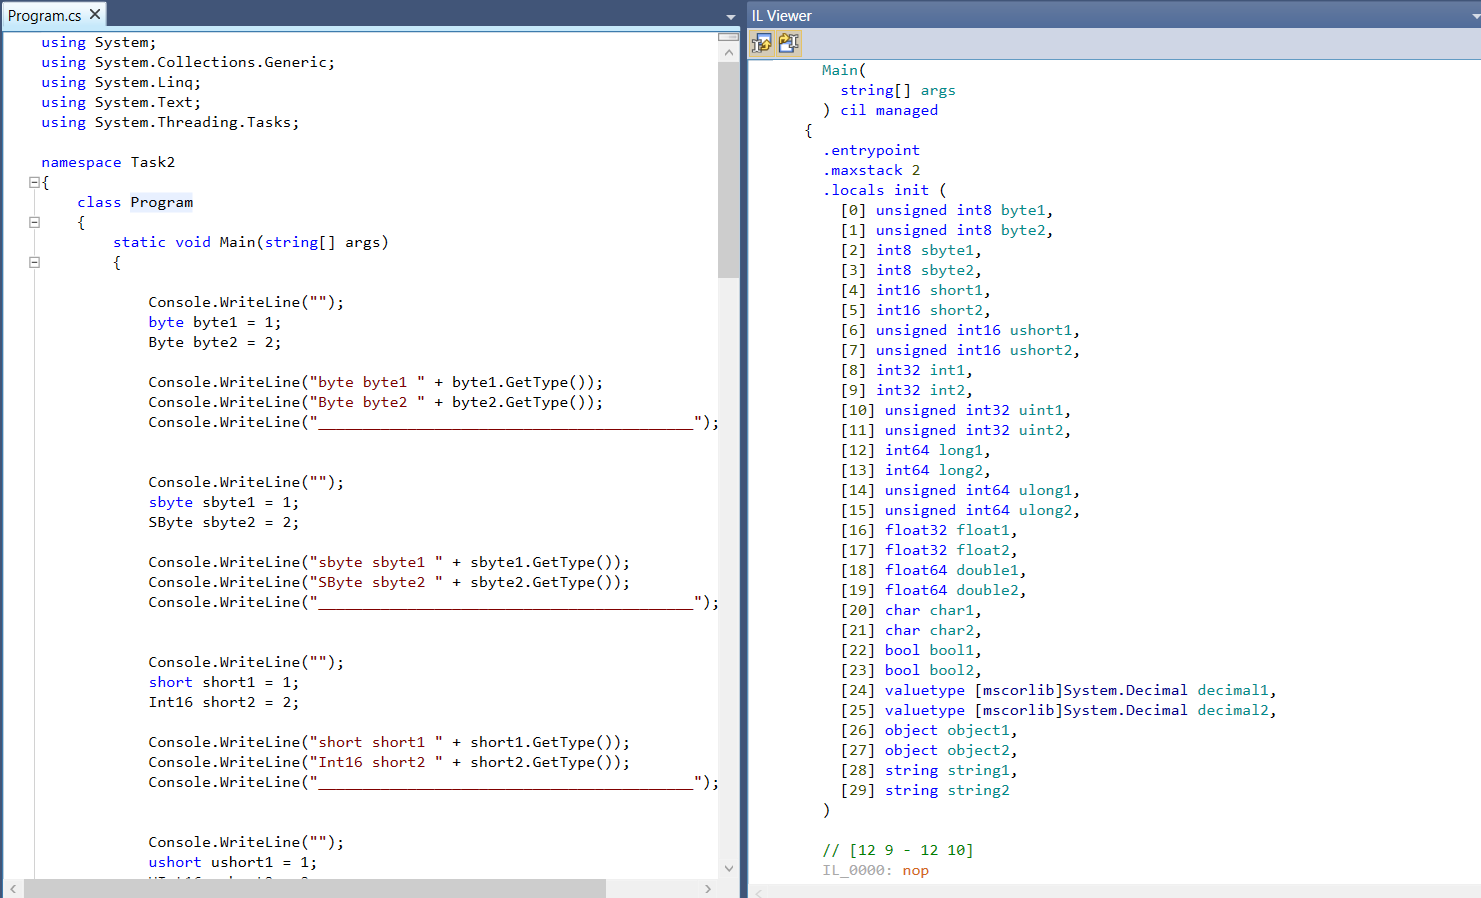 Program.cs
using System;
using System.Collections.Generic;
using System.Linq;
using System.Text;
using System.Threading.Tasks;
namespace Task2
{
class Program
{
static void Main(string[] args)
{
Console.WriteLine("");
byte byte1 = 1;
Byte byte2 = 2;
Console.WriteLine("byte byte1 " + byte1.GetType());
Console.WriteLine("Byte byte2 " + byte2.GetType());
Console.WriteLine("__________________________________________");
Console.WriteLine("");
sbyte sbyte1 = 1;
SByte sbyte2 = 2;
Console.WriteLine("sbyte sbyte1 " + sbyte1.GetType());
Console.WriteLine("SByte sbyte2 " + sbyte2.GetType());
Console.WriteLine("__________________________________________");
Console.WriteLine("");
short short1 = 1;
Int16 short2 = 2;
Console.WriteLine("short short1 " + short1.GetType());
Console.WriteLine("Int16 short2 " + short2.GetType());
Console.WriteLine("__________________________________________");
Console.WriteLine("");
ushort ushort1 = 1;
IL Viewer
Main(
string[] args
) cil managed
{
.entrypoint
.maxstack 2
.locals init (
[0] unsigned int8 byte1,
[1] unsigned int8 byte2,
[2] int8 sbyte1,
[3] int8 sbyte2,
[4] int16 short1,
[5] int16 short2,
[6] unsigned int16 ushort1,
[7] unsigned int16 ushort2,
[8] int32 int1,
[9] int32 int2,
[10] unsigned int32 uint1,
[11] unsigned int32 uint2,
[12] int64 long1,
[13] int64 long2,
[14] unsigned int64 ulong1,
[15] unsigned int64 ulong2,
[16] float32 float1,
[17] float32 float2,
[18] float64 double1,
[19] float64 double2,
[20] char char1,
[21] char char2,
[22] bool bool1,
[23] bool bool2,
[24] valuetype [mscorlib]System.Decimal decimal1,
[25] valuetype [mscorlib]System.Decimal decimal2,
[26] object object1,
[27] object object2,
[28] string string1,
[29] string string2
)
// [12 9 - 12 10]
IL_0000: nop